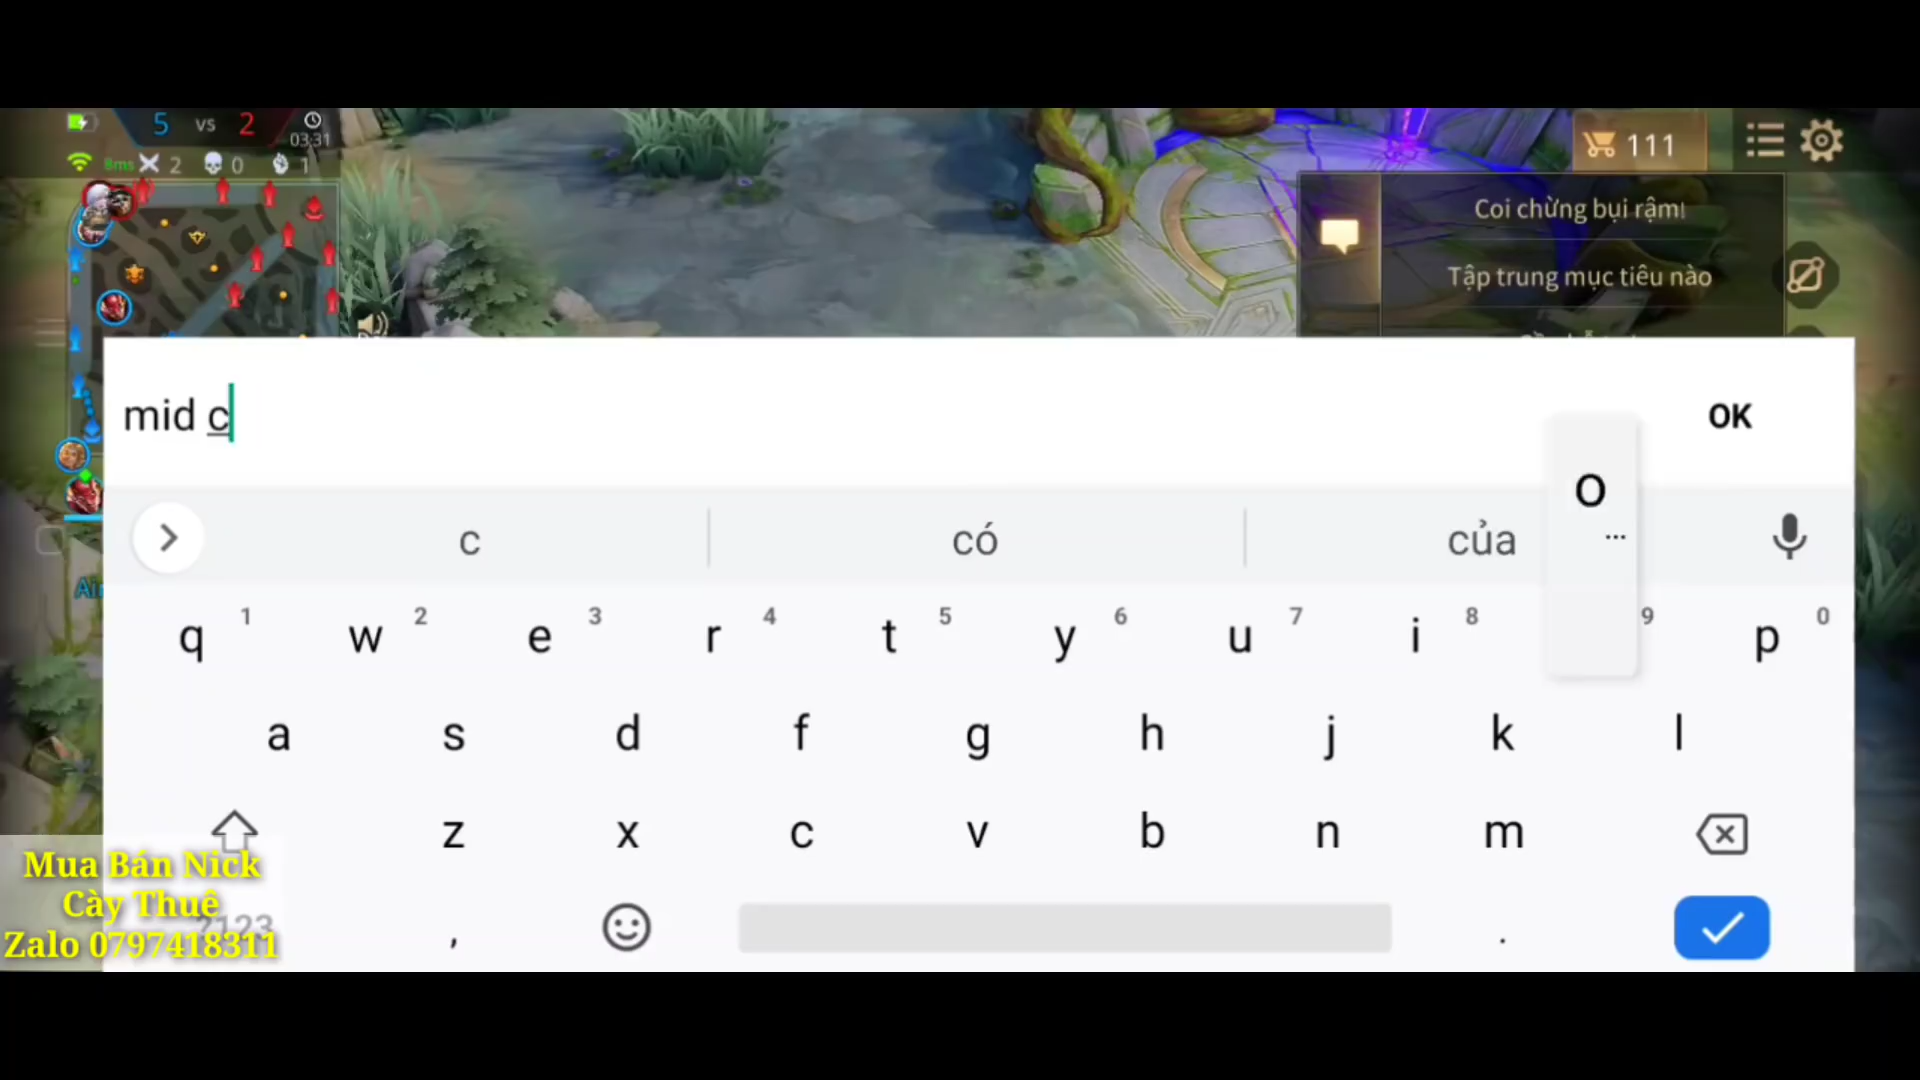 5 vs 2
03:31
8ms 2 0 1
111
Coi chừng bụi rậm!
Tập trung mục tiêu nào
mid c
OK
c có của
o
...
q 1 w 2 e 3 r 4 t 5 y 6 u 7 i 8 9 p 0
a s d f g h j k l
z x c v b n m
?123 , .
Mua Bán Nick
Cày Thuê
Zalo 0797418311